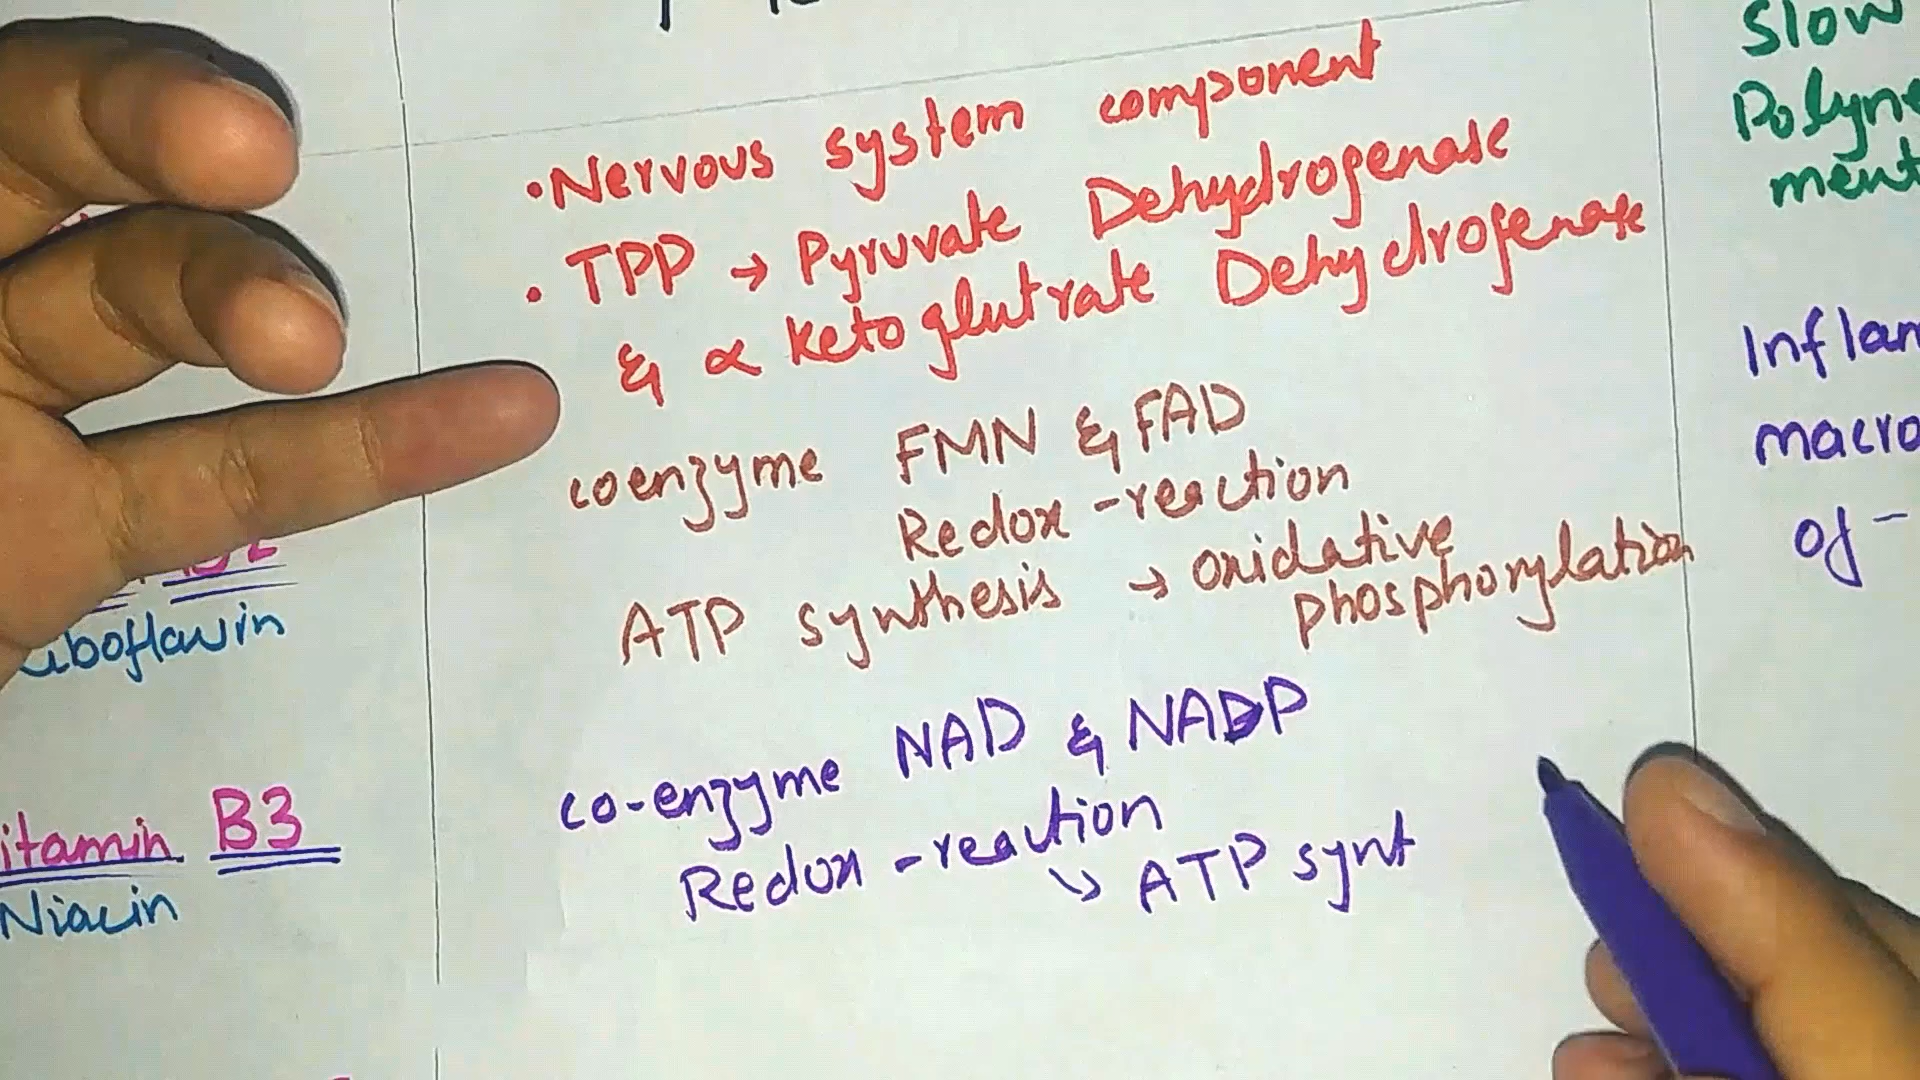 • Nervous system component
• TPP → Pyruvate Dehydrogenase
& α ketoglutrate Dehydrogenase
coenzyme FMN & FAD
Redox -reaction
ATP synthesis → oxidative
phosphorylation
co-enzyme NAD & NADP
Redox -reaction
↘ ATP synt
iboflavin
itamin B3
Niacin
Slow
Polyne
ment
Inflam
macro
of -